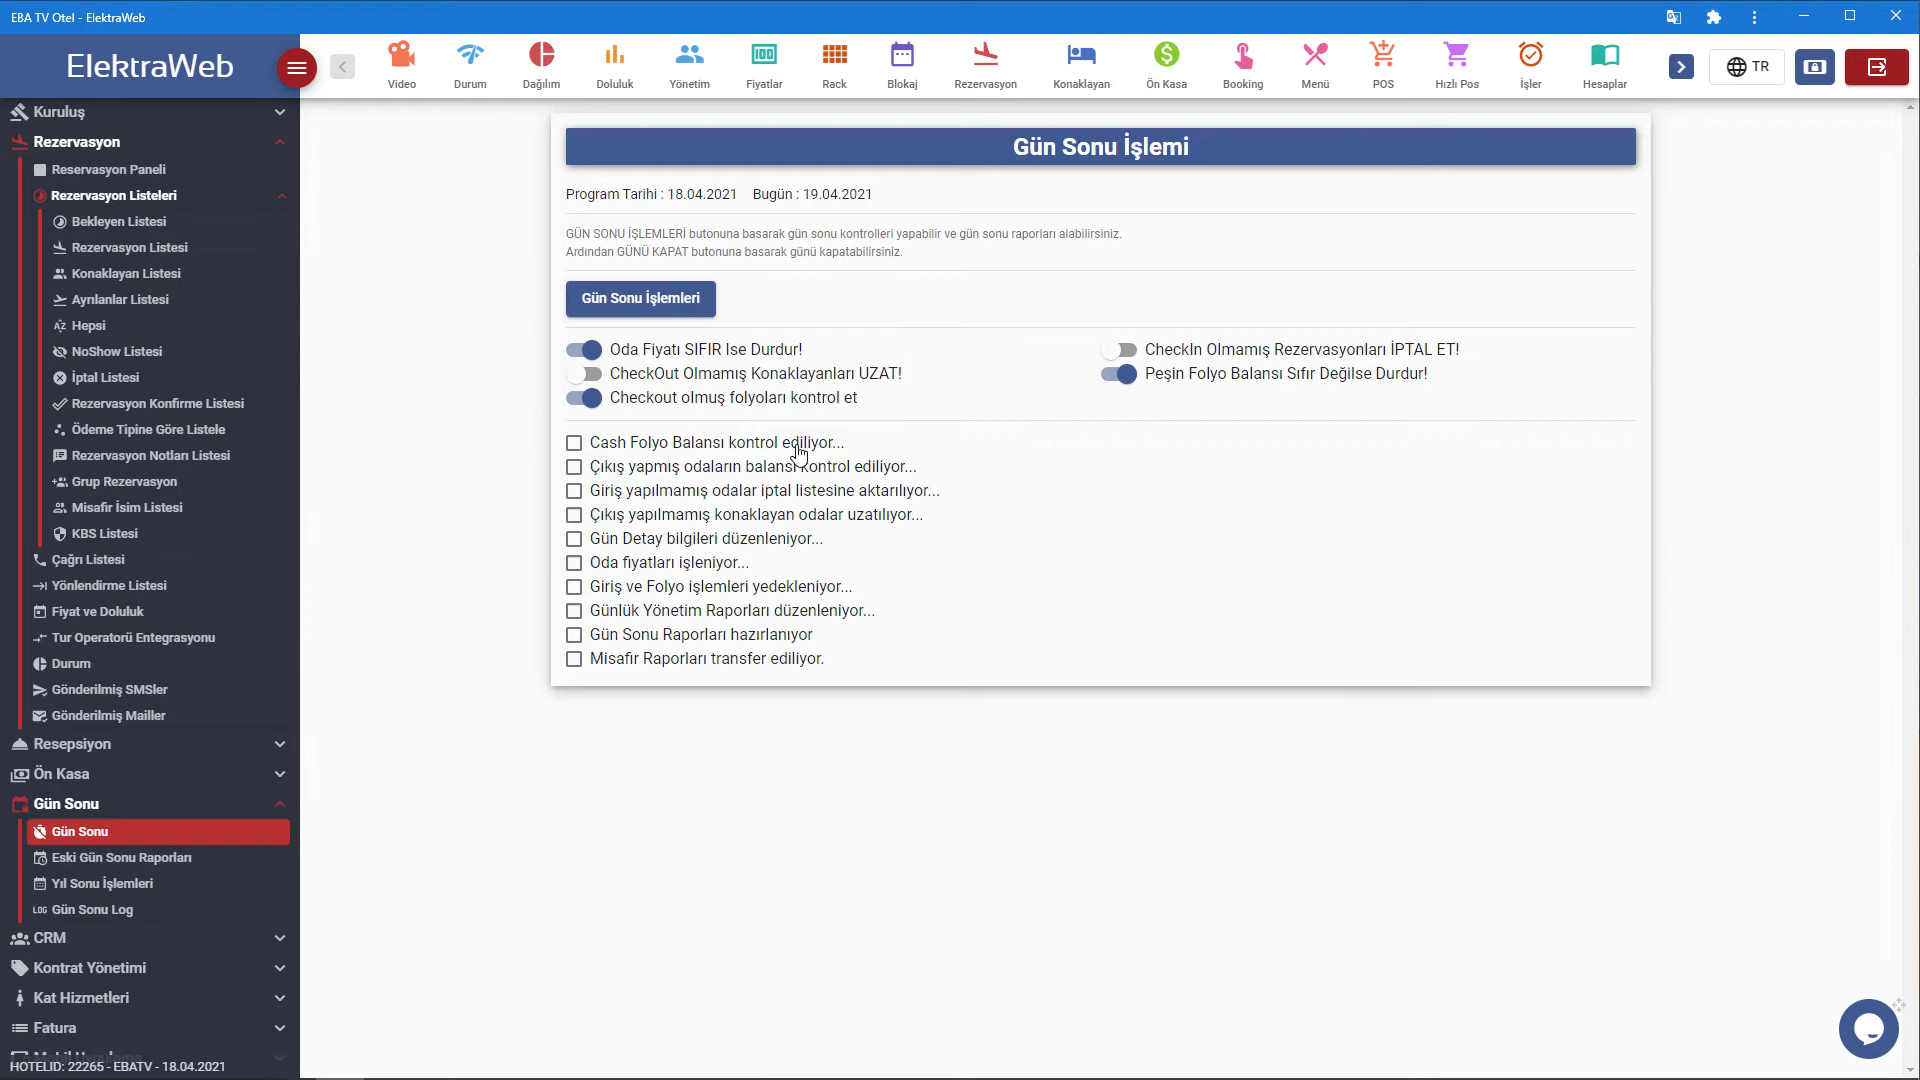 EBA TV Otel - ElektraWeb
ElektraWeb
Video
Durum
Dağılım
Doluluk
Yönetim
Fiyatlar
Rack
Blokaj
Rezervasyon
Konaklayan
Ön Kasa
Booking
Menü
POS
Hızlı Pos
İşler
Hesaplar
TR
Kuruluş
Rezervasyon
Reservasyon Paneli
Rezervasyon Listeleri
Bekleyen Listesi
Rezervasyon Listesi
Konaklayan Listesi
Ayrılanlar Listesi
Hepsi
NoShow Listesi
İptal Listesi
Rezervasyon Konfirme Listesi
Ödeme Tipine Göre Listele
Rezervasyon Notları Listesi
Grup Rezervasyon
Misafir İsim Listesi
KBS Listesi
Çağrı Listesi
Yönlendirme Listesi
Fiyat ve Doluluk
Tur Operatorü Entegrasyonu
Durum
Gönderilmiş SMSler
Gönderilmiş Mailler
Resepsiyon
Ön Kasa
Gün Sonu
Gün Sonu
Eski Gün Sonu Raporları
Yıl Sonu İşlemleri
LOG Gün Sonu Log
CRM
Kontrat Yönetimi
Kat Hizmetleri
Fatura
HOTELID: 22265 - EBATV - 18.04.2021
Gün Sonu İşlemi
Program Tarihi : 18.04.2021 Bugün : 19.04.2021
GÜN SONU İŞLEMLERİ butonuna basarak gün sonu kontrolleri yapabilir ve gün sonu raporları alabilirsiniz.
Ardından GÜNÜ KAPAT butonuna basarak günü kapatabilirsiniz.
Gün Sonu İşlemleri
Oda Fiyatı SIFIR Ise Durdur!
CheckIn Olmamış Rezervasyonları İPTAL ET!
CheckOut Olmamış Konaklayanları UZAT!
Peşin Folyo Balansı Sıfır Değilse Durdur!
Checkout olmuş folyoları kontrol et
Cash Folyo Balansı kontrol ediliyor...
Çıkış yapmış odaların balansı kontrol ediliyor...
Giriş yapılmamış odalar iptal listesine aktarılıyor...
Çıkış yapılmamış konaklayan odalar uzatılıyor...
Gün Detay bilgileri düzenleniyor...
Oda fiyatları işleniyor...
Giriş ve Folyo işlemleri yedekleniyor...
Günlük Yönetim Raporları düzenleniyor...
Gün Sonu Raporları hazırlanıyor
Misafir Raporları transfer ediliyor.